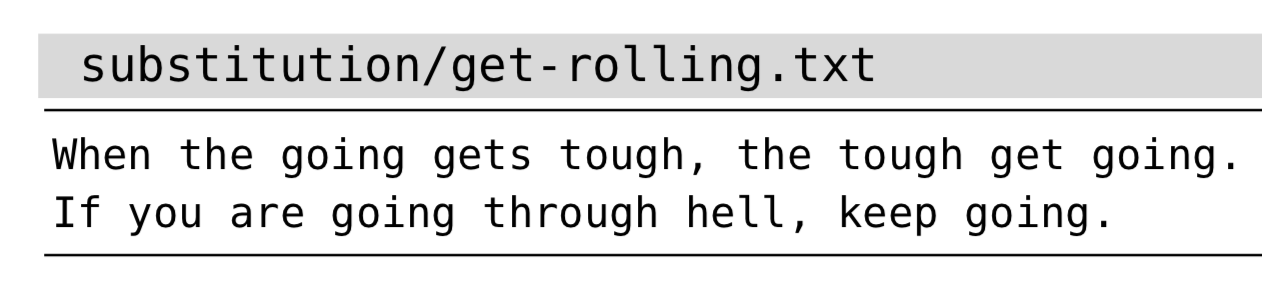 substitution/get-rolling.txt
When the going gets tough, the tough get going.
If you are going through hell, keep going.